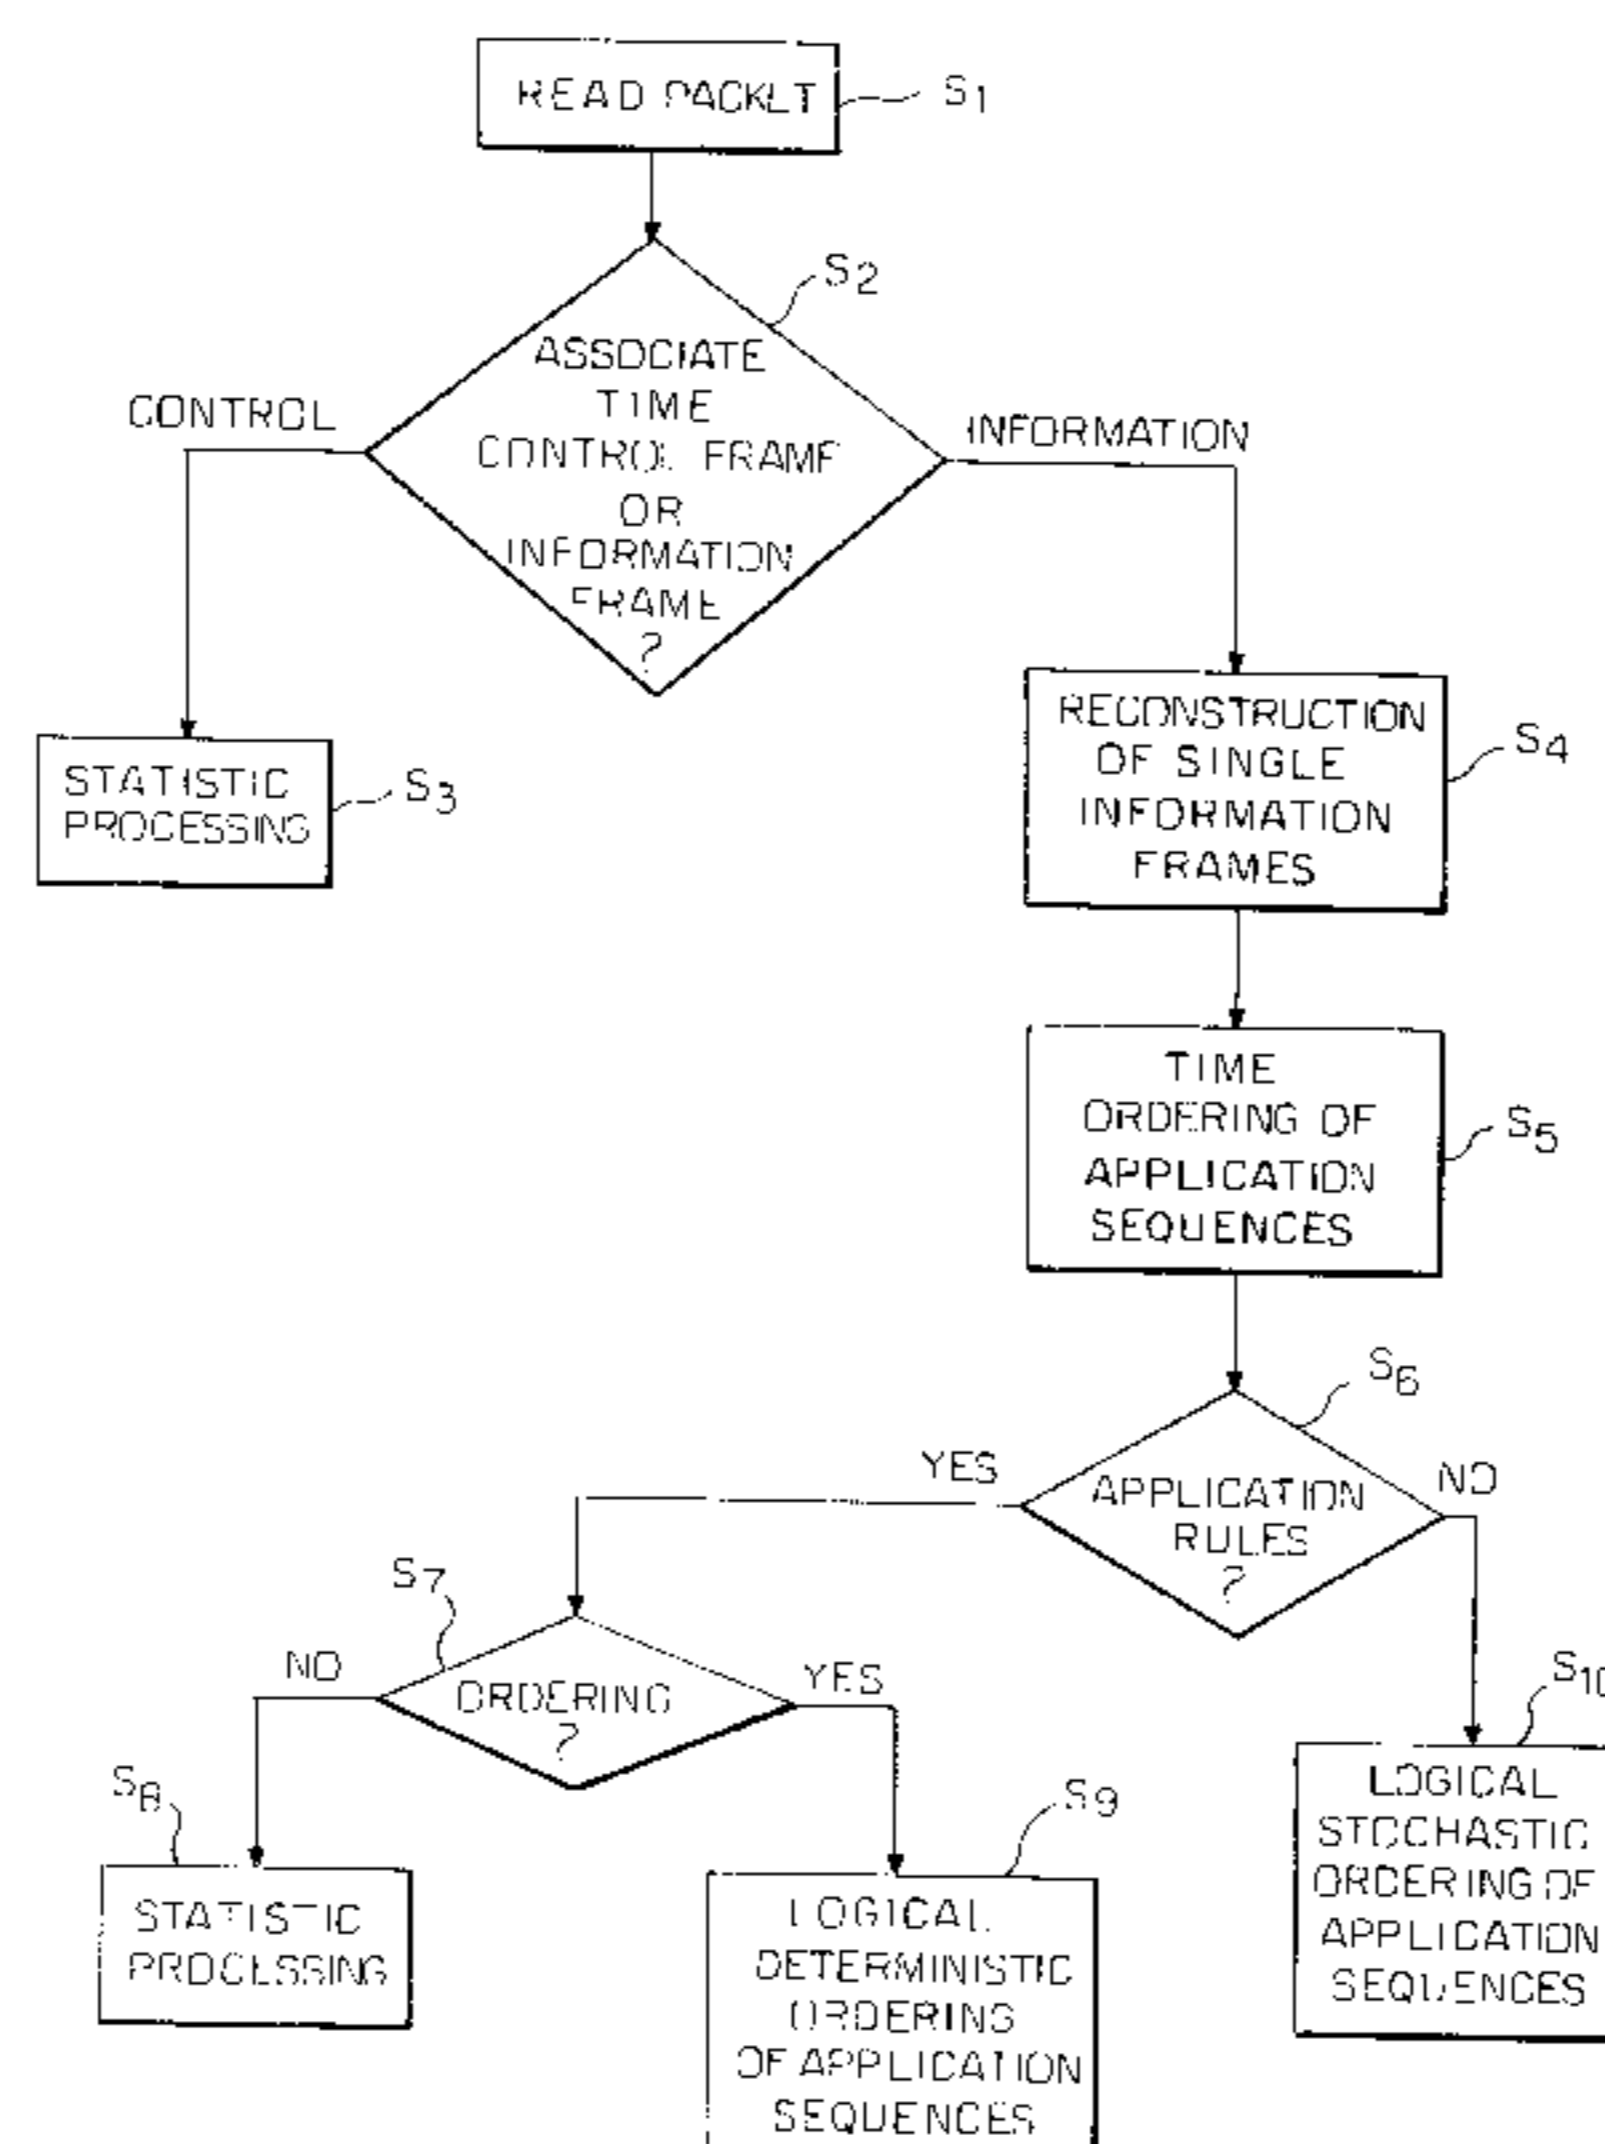 READ PACKET
S1
S2
ASSOCIATE
TIME
CONTROL FRAME
OR
INFORMATION
FRAME
?
CONTROL
INFORMATION
STATISTIC
PROCESSING
S3
RECONSTRUCTION
OF SINGLE
INFORMATION
FRAMES
S4
TIME
ORDERING OF
APPLICATION
SEQUENCES
S5
S6
APPLICATION
RULES
?
YES
NO
S7
ORDERING
?
NO
YES
S8
STATISTIC
PROCESSING
S9
LOGICAL
DETERMINISTIC
ORDERING
OF APPLICATION
SEQUENCES
S10
LOGICAL
STOCHASTIC
ORDERING OF
APPLICATION
SEQUENCES